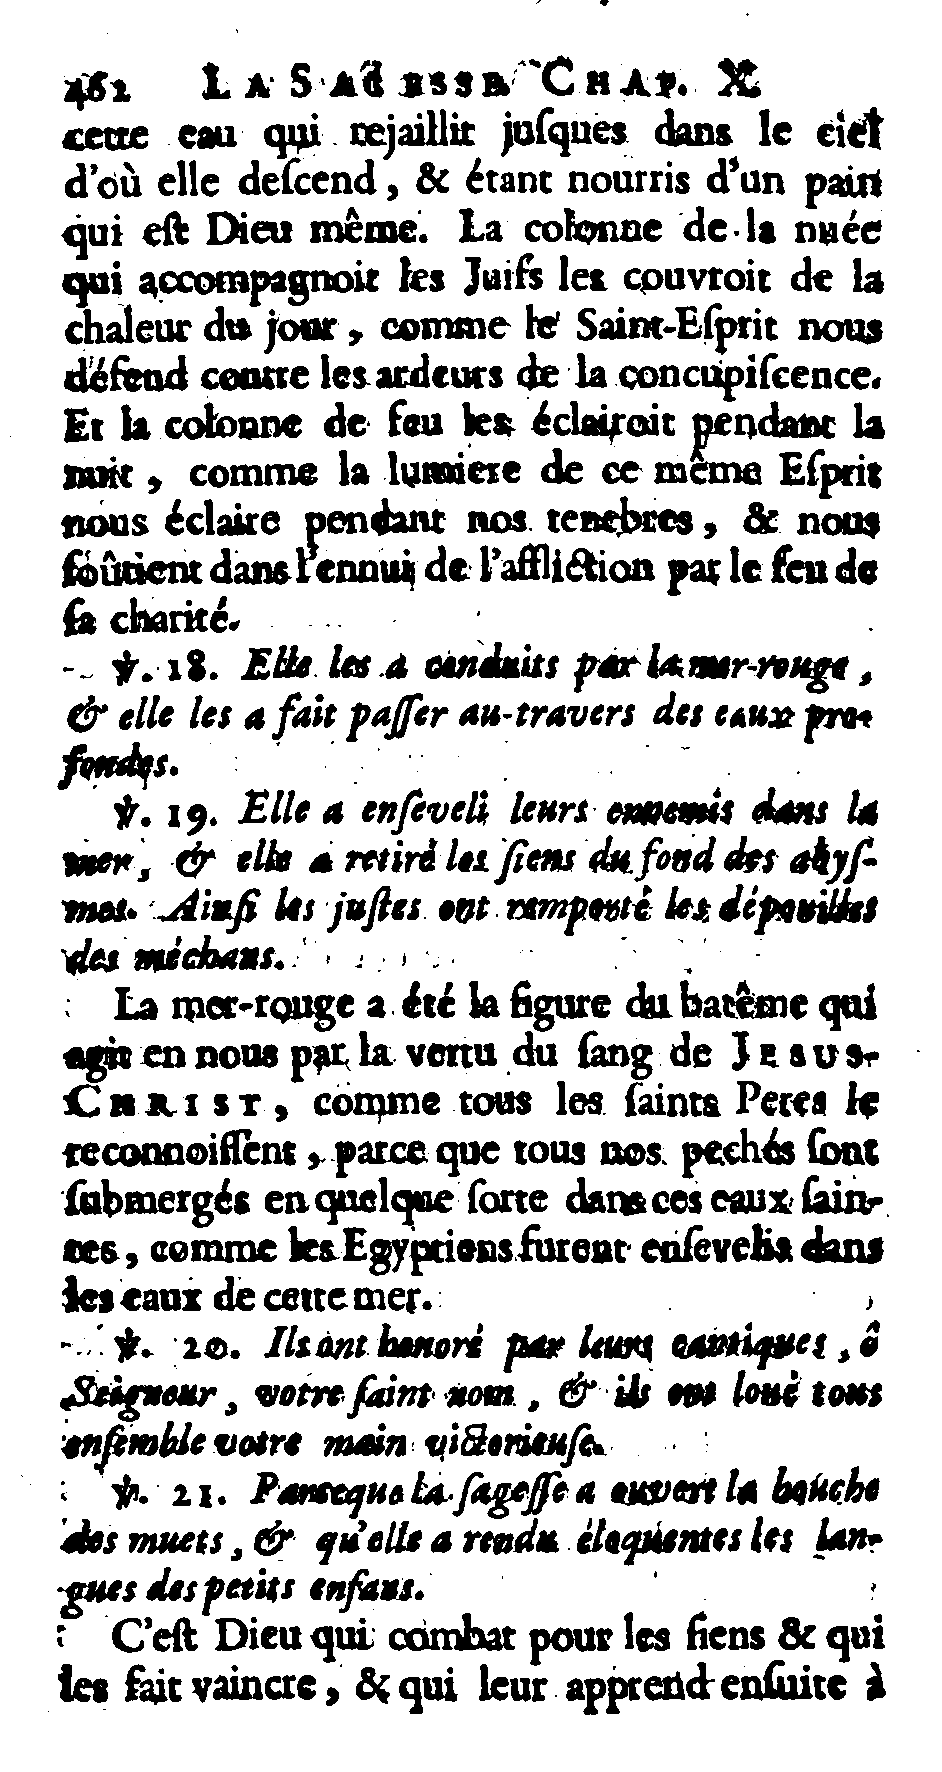 462 LA SAGESSE CHAP. X.
cette eau qui rejaillit juſques dans le ciel
d'où elle deſcend, & étant nourris d'un pain
qui eſt Dieu même. La colonne de la nuée
qui accompagnoit les Juifs les couvroit de la
chaleur du jour, comme le Saint-Eſprit nous
défend contre les ardeurs de la concupiſcence.
Et la colonne de feu les éclairoit pendant la
nuit, comme la lumiere de ce même Eſprit
nous éclaire pendant nos tenebres, & nous
ſoûtient dans l'ennui de l'affliction par le feu de
ſa charité.
℣. 18. Elle les a conduits par la mer-rouge,
& elle les a fait paſſer au-travers des eaux pro-
fondes.
℣. 19. Elle a enſeveli leurs ennemis dans la
mer, & elle a retiré les ſiens du fond des abyſ-
mes. Ainſi les juſtes ont remporté les dépouilles
des méchans.
La mer-rouge a été la figure du batême qui
agit en nous par la vertu du ſang de JESUS-
CHRIST, comme tous les ſaints Peres le
reconnoiſſent, parce que tous nos pechés ſont
ſubmergés en quelque ſorte dans ces eaux ſain-
tes, comme les Egyptiens furent enſevelis dans
les eaux de cette mer.
℣. 20. Ils ont honoré par leurs cantiques, ô
Seigneur, votre ſaint nom, & ils ont loué tous
enſemble votre main victorieuſe.
℣. 21. Parceque la ſageſſe a ouvert la bouche
des muets, & qu'elle a rendu éloquentes les lan-
gues des petits enfans.
C'eſt Dieu qui combat pour les ſiens & qui
les fait vaincre, & qui leur apprend enſuite à